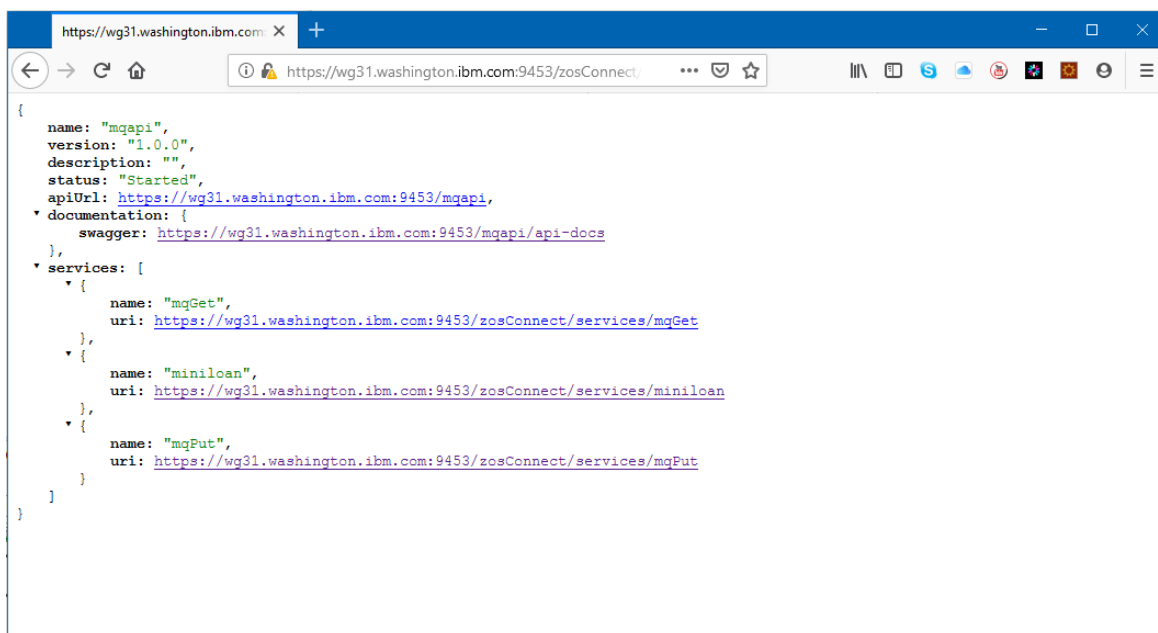 https://wg31.washington.ibm.com:
https://wg31.washington.ibm.com:9453/zosConnect/
{
name: "mqapi",
version: "1.0.0",
description: "",
status: "Started",
apiUrl: https://wg31.washington.ibm.com:9453/mqapi,
documentation: {
swagger: https://wg31.washington.ibm.com:9453/mqapi/api-docs
},
services: [
{
name: "mqGet",
uri: https://wg31.washington.ibm.com:9453/zosConnect/services/mqGet
},
{
name: "miniloan",
uri: https://wg31.washington.ibm.com:9453/zosConnect/services/miniloan
},
{
name: "mqPut",
uri: https://wg31.washington.ibm.com:9453/zosConnect/services/mqPut
}
]
}